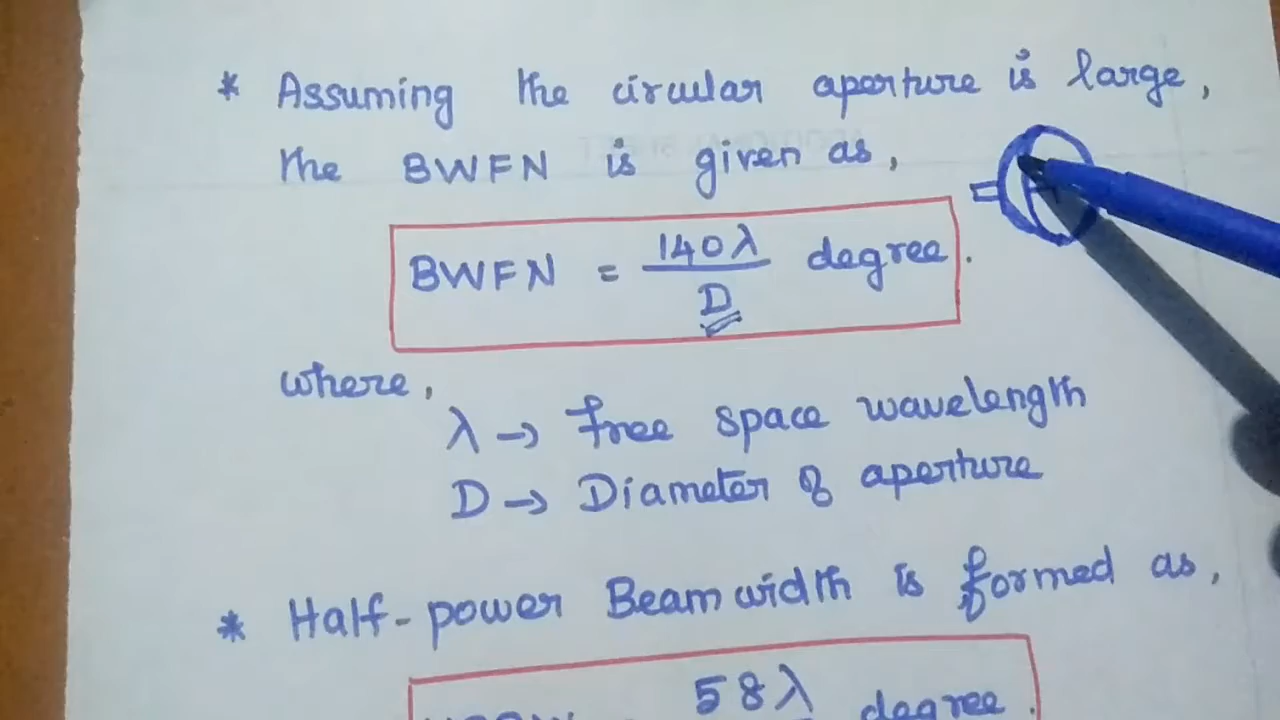 * Assuming the circular aperture is large,
the BWFN is given as,
BWFN = 140λ / D degree.
where,
λ → free space wavelength
D → Diameter of aperture
* Half-power Beamwidth is formed as,
58λ degree.